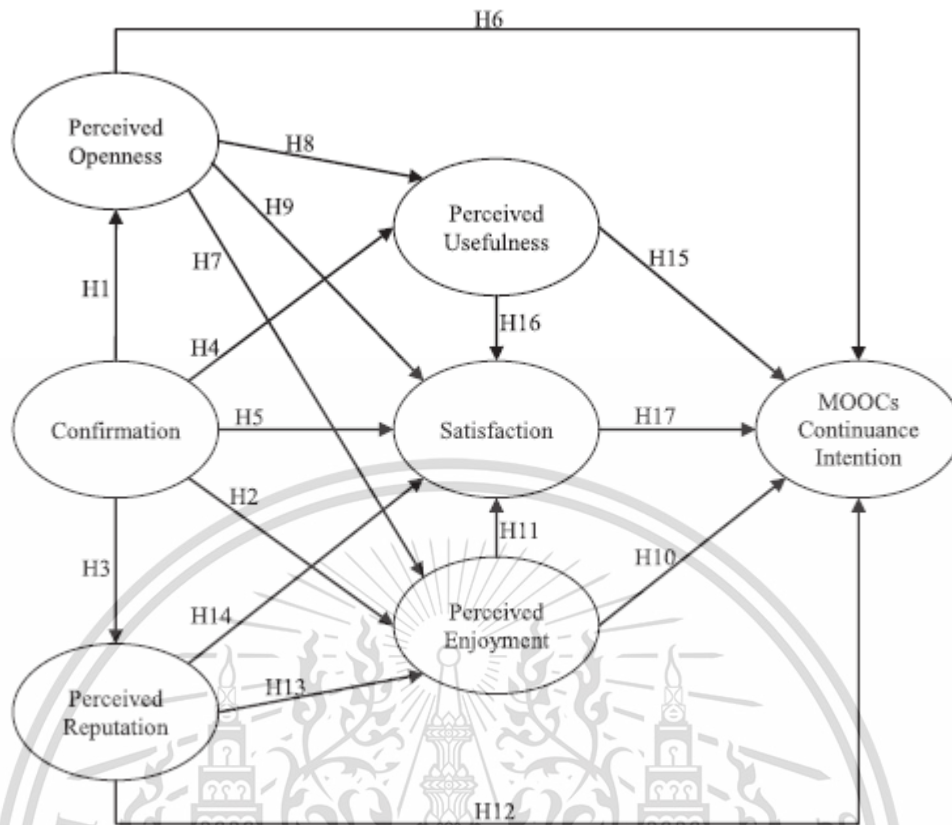 H6
Perceived
Openness
H8
H9
Perceived
Usefulness
H7
H15
H1
H4
H16
Confirmation
H5
Satisfaction
H17
MOOCs
Continuance
Intention
H2
H11
H3
H10
H14
Perceived
Enjoyment
Perceived
Reputation
H13
H12